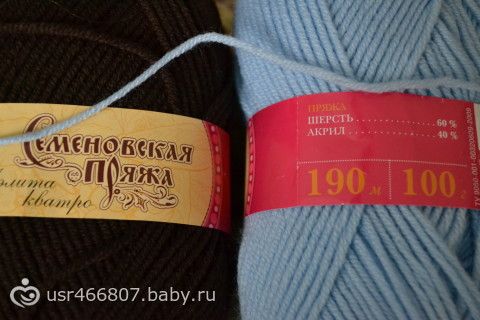 Семеновская
Пряжа
кватро
ПРЯЖА
ШЕРСТЬ 60 %
АКРИЛ 40 %
190 м 100 г
usr466807.baby.ru